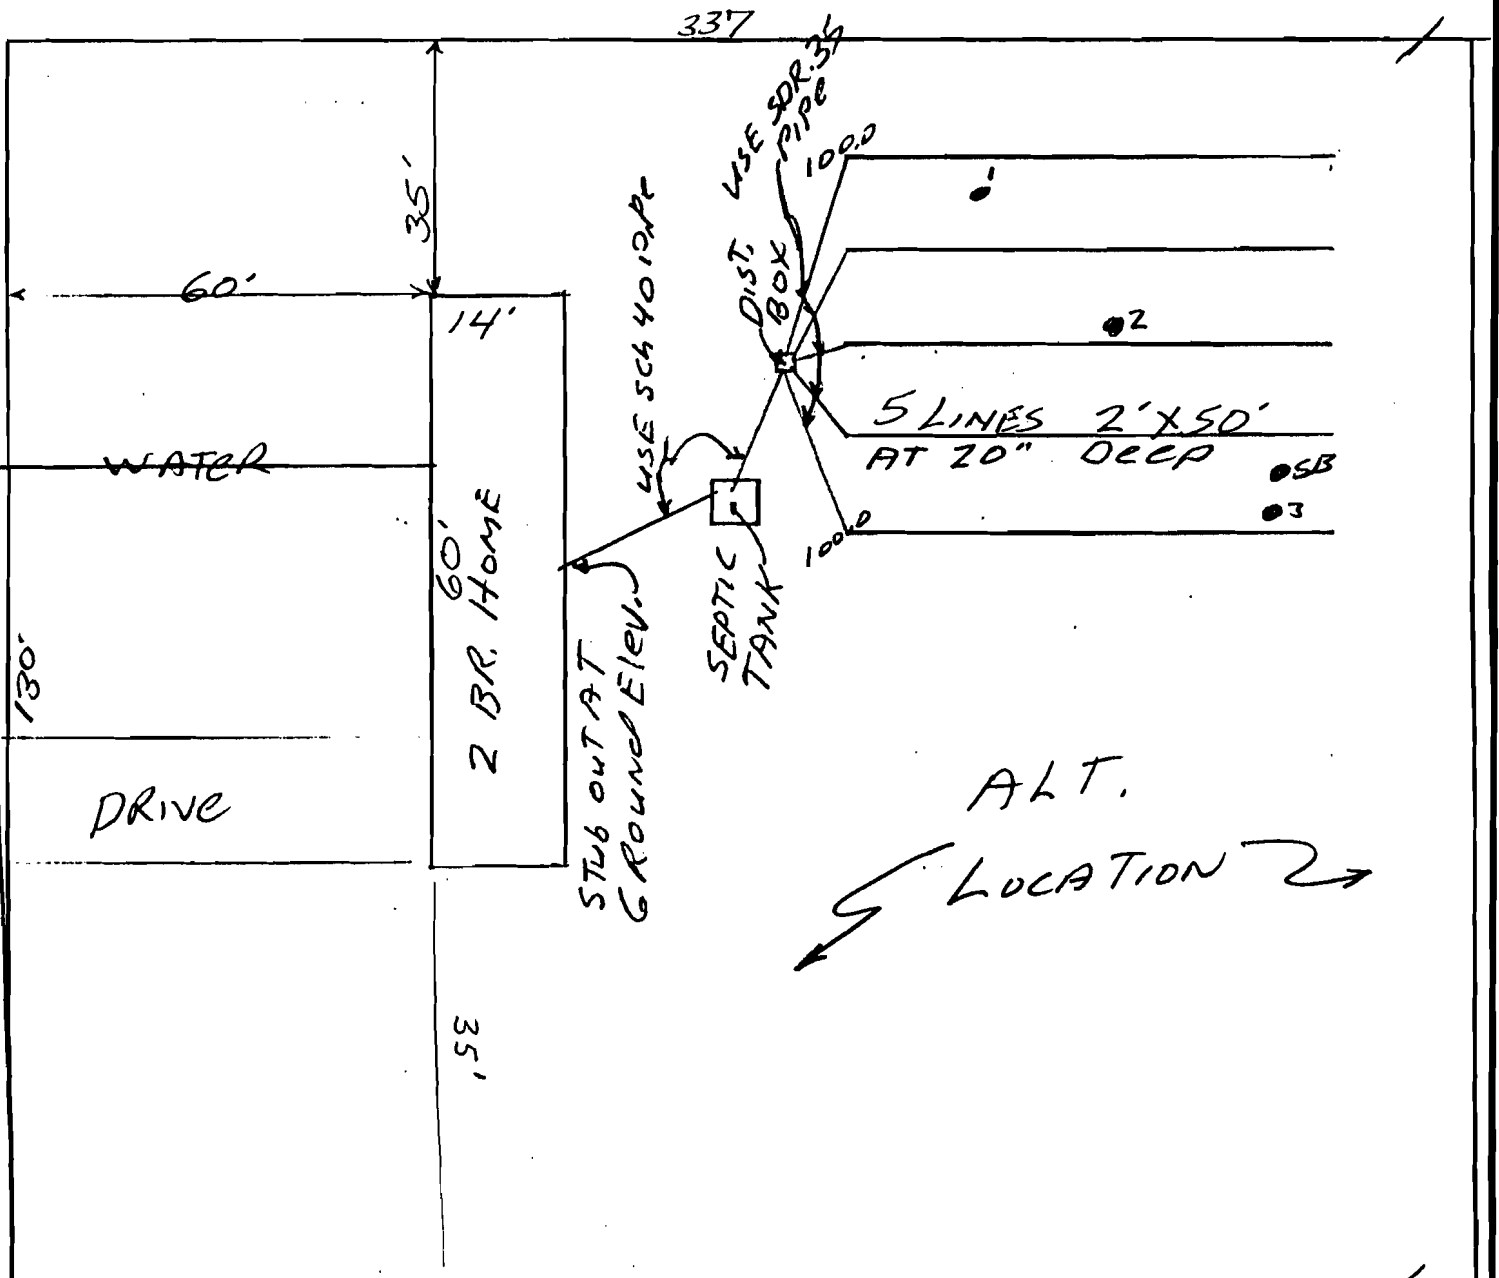 337
35'
60'
14'
USE SDR.35
PIPE
100.0
1
DIST.
BOX
USE SCH 40 PIPE
2
5 LINES 2'X50'
AT 20" DEEP
SB
3
100.0
WATER
60'
2 BR. HOME
SEPTIC
TANK
STUB OUT AT
GROUND ELEV.
130'
DRIVE
ALT.
LOCATION
35'